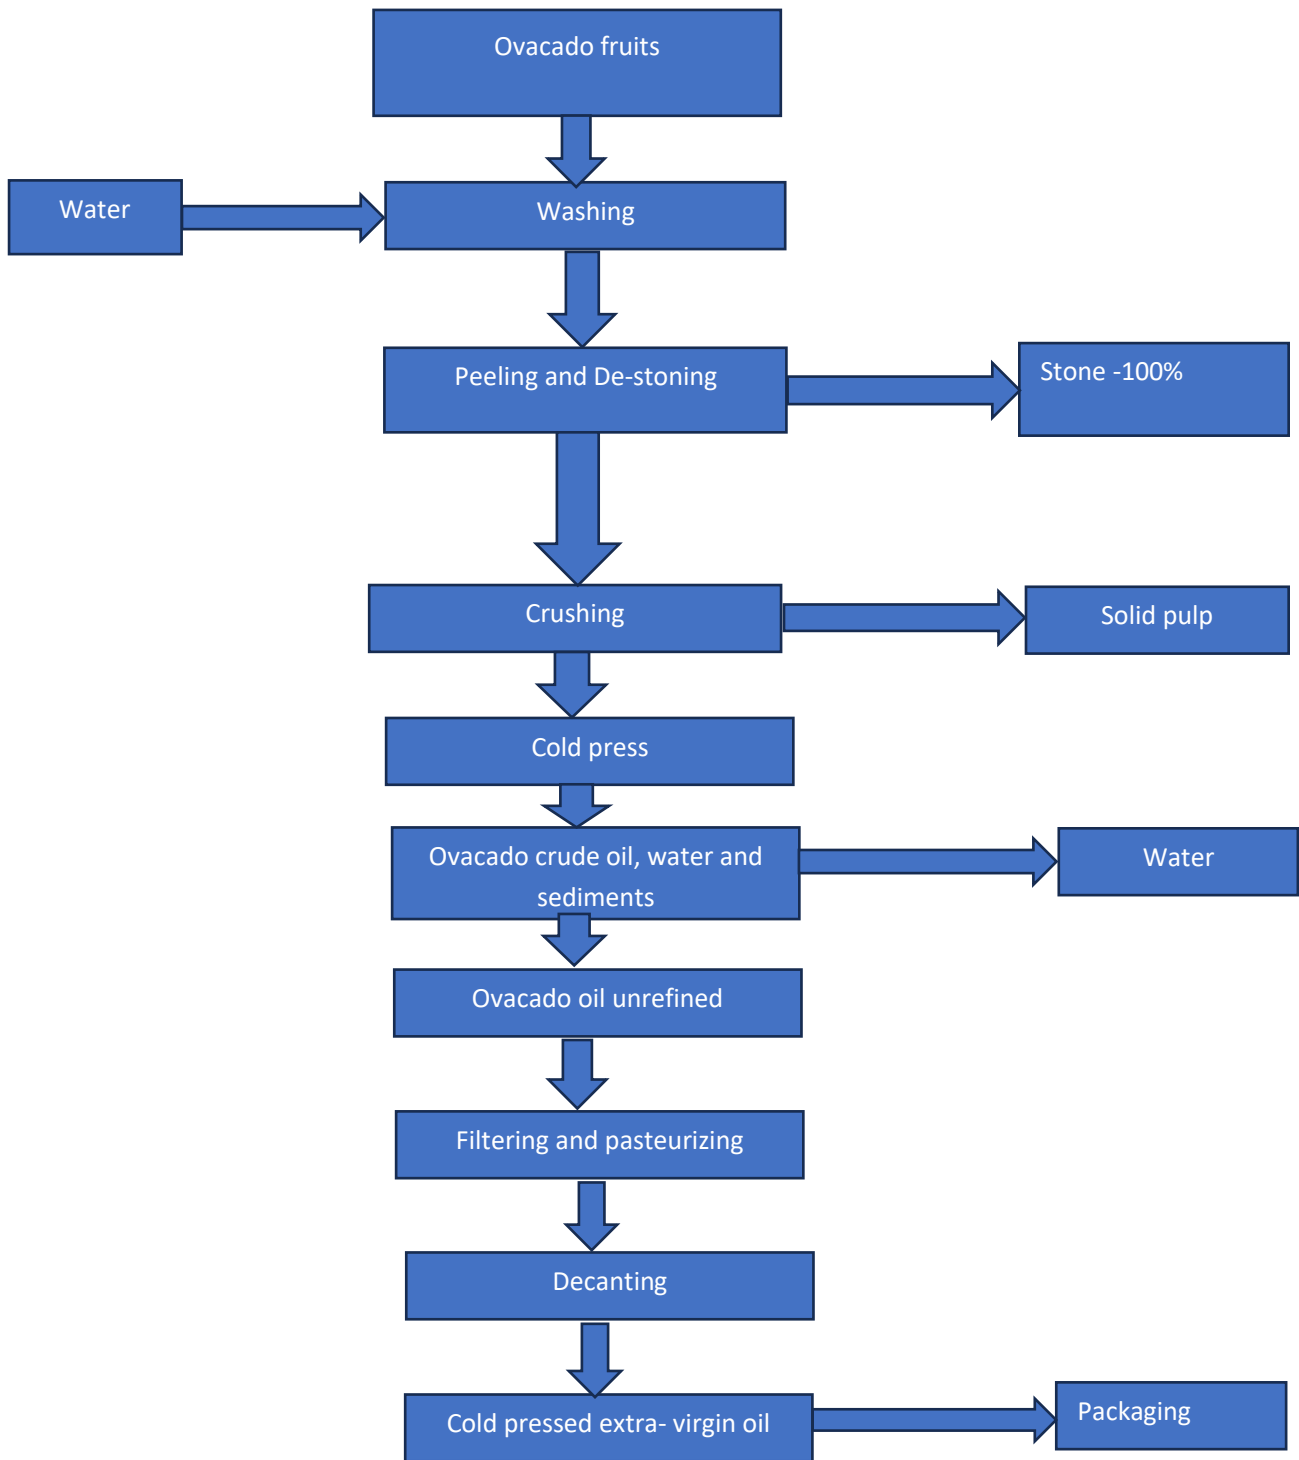 Ovacado fruits
Water
Washing
Peeling and De-stoning
Stone -100%
Crushing
Solid pulp
Cold press
Ovacado crude oil, water and
sediments
Water
Ovacado oil unrefined
Filtering and pasteurizing
Decanting
Cold pressed extra- virgin oil
Packaging